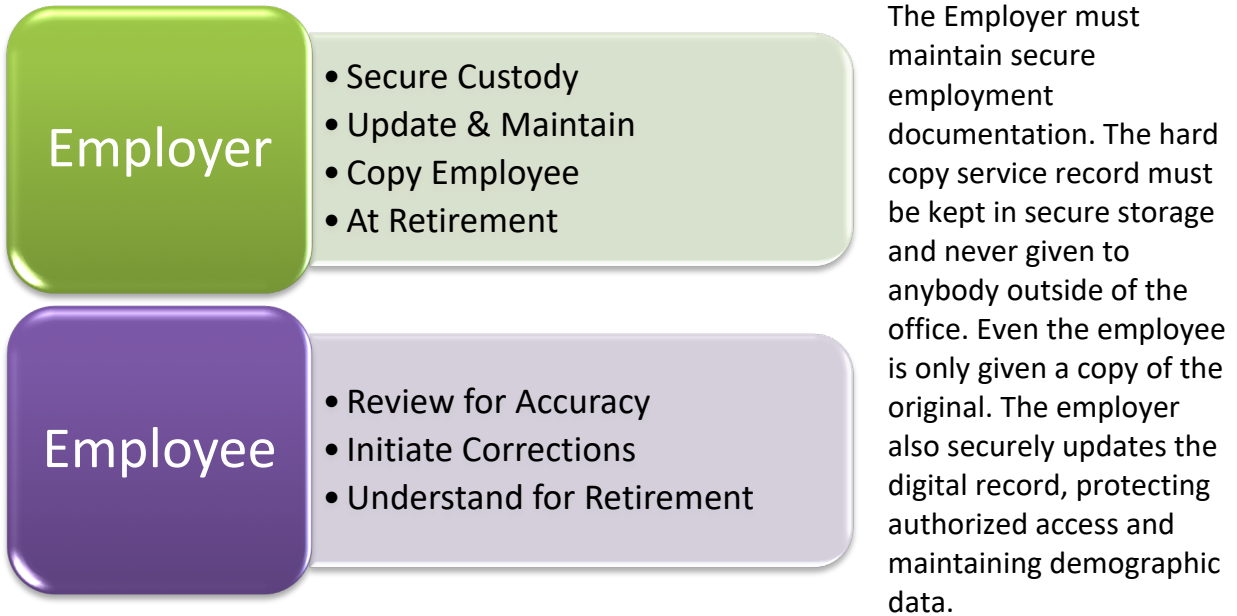 Employer
• Secure Custody
• Update & Maintain
• Copy Employee
• At Retirement
Employee
• Review for Accuracy
• Initiate Corrections
• Understand for Retirement
The Employer must
maintain secure
employment
documentation. The hard
copy service record must
be kept in secure storage
and never given to
anybody outside of the
office. Even the employee
is only given a copy of the
original. The employer
also securely updates the
digital record, protecting
authorized access and
maintaining demographic
data.